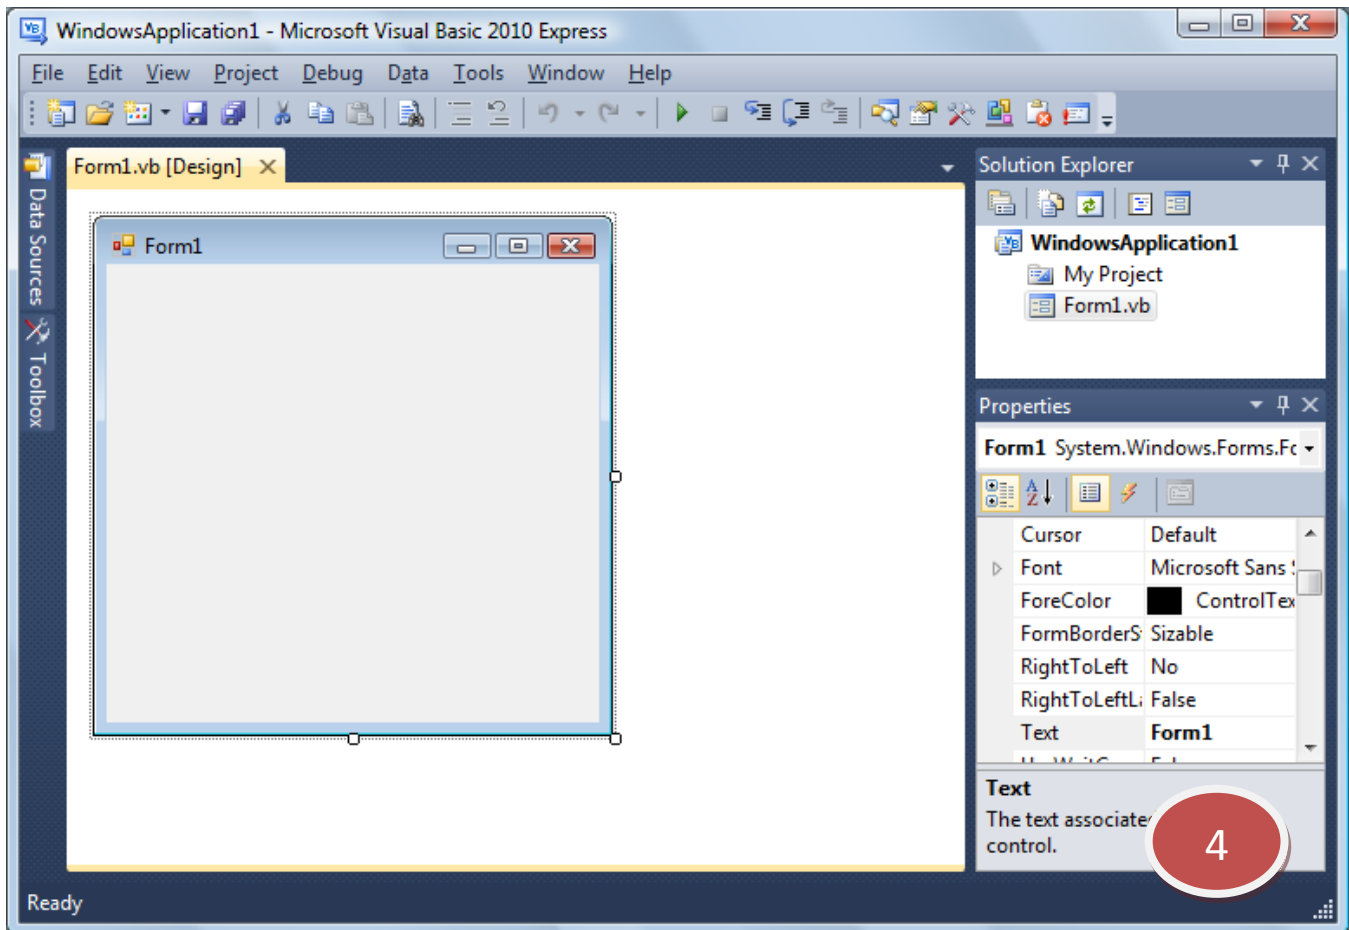 WindowsApplication1 - Microsoft Visual Basic 2010 Express
File Edit View Project Debug Data Tools Window Help
Data Sources
Toolbox
Form1.vb [Design]
Form1
Solution Explorer
WindowsApplication1
My Project
Form1.vb
Properties
Form1 System.Windows.Forms.Fc
Cursor Default
Font Microsoft Sans
ForeColor ControlTex
FormBorderS Sizable
RightToLeft No
RightToLeftL False
Text Form1
Text
The text associate
control.
4
Ready